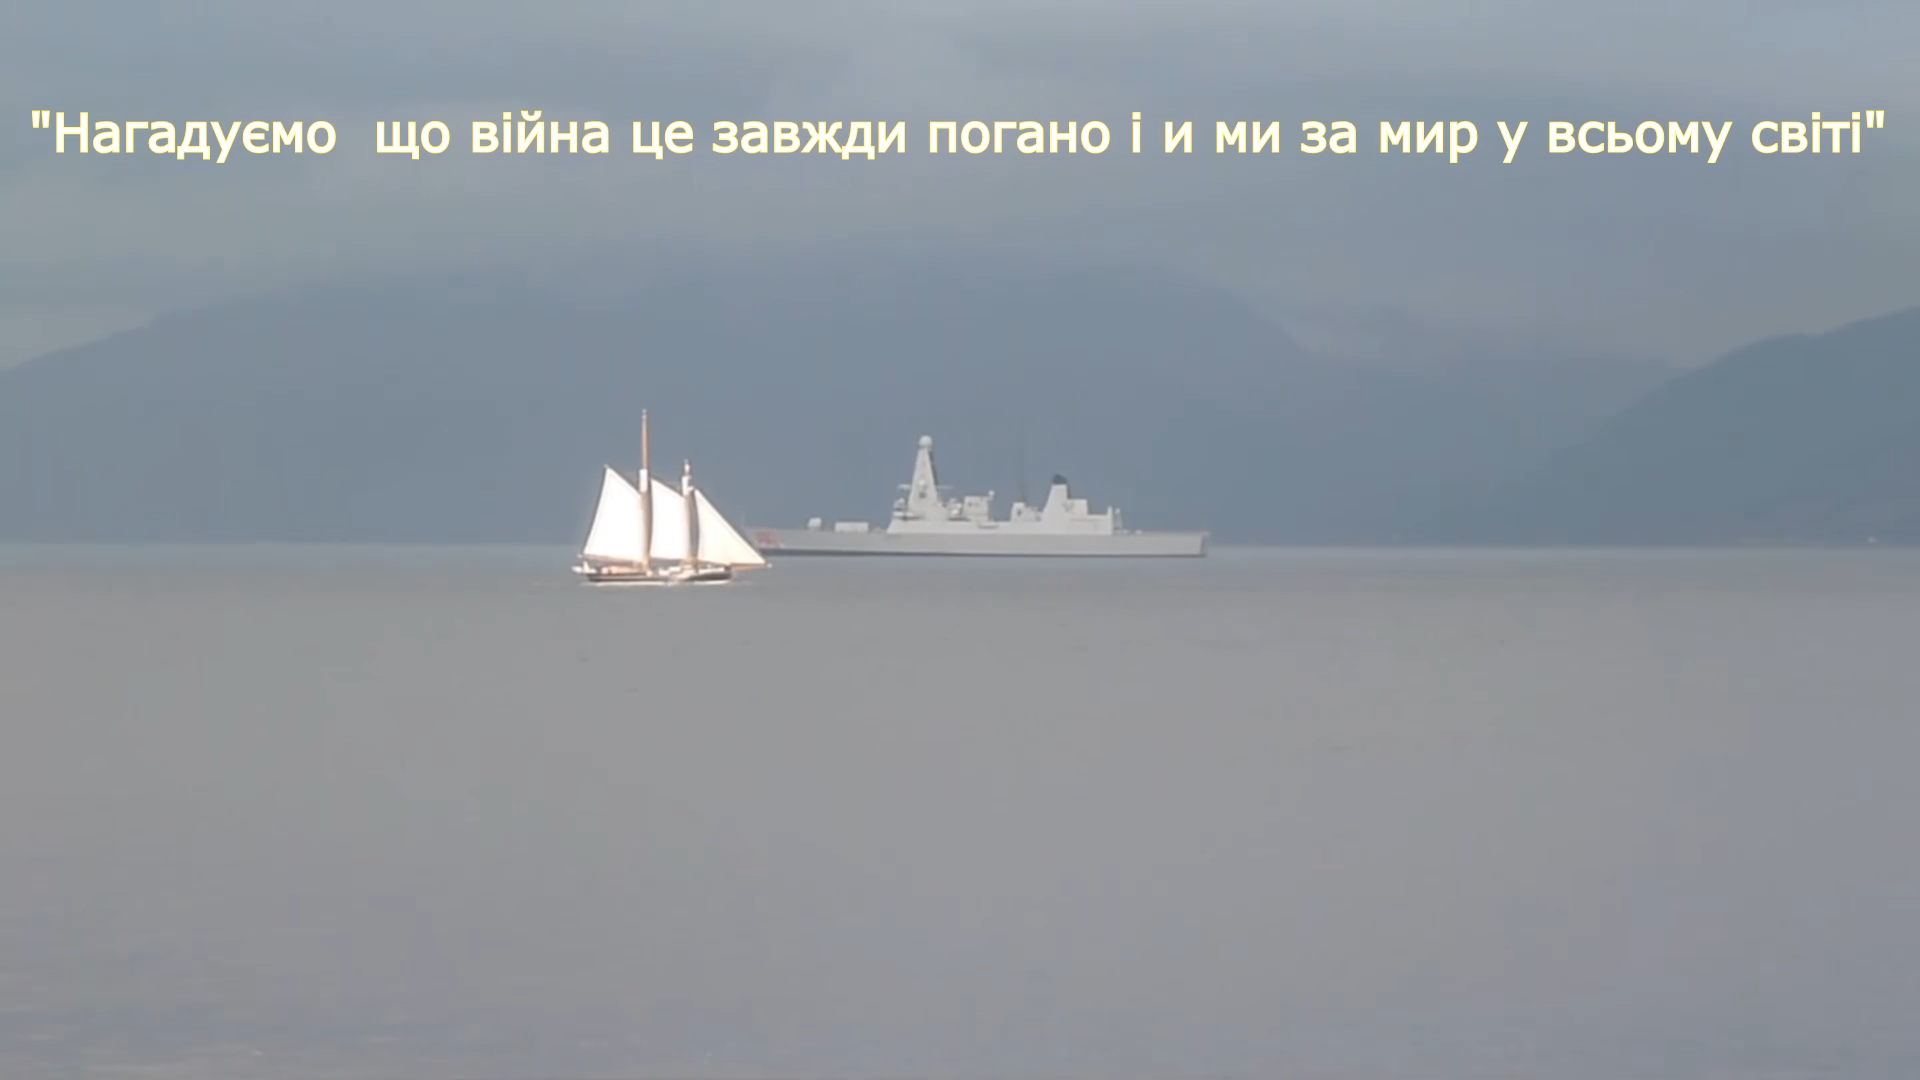 "Нагадуємо  що війна це завжди погано і и ми за мир у всьому світі"